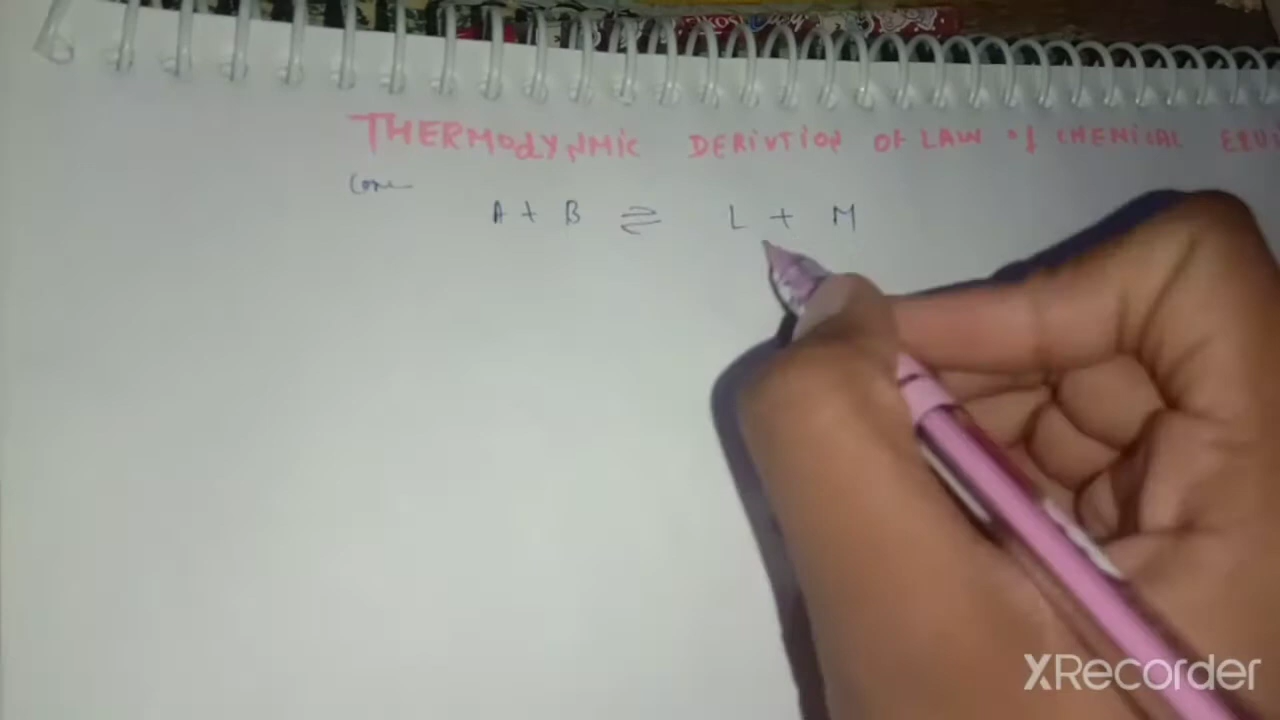 THERMODYNMIC DERIVTION OF LAW of CHEMICAL
A + B ⇌ L + M
XRecorder